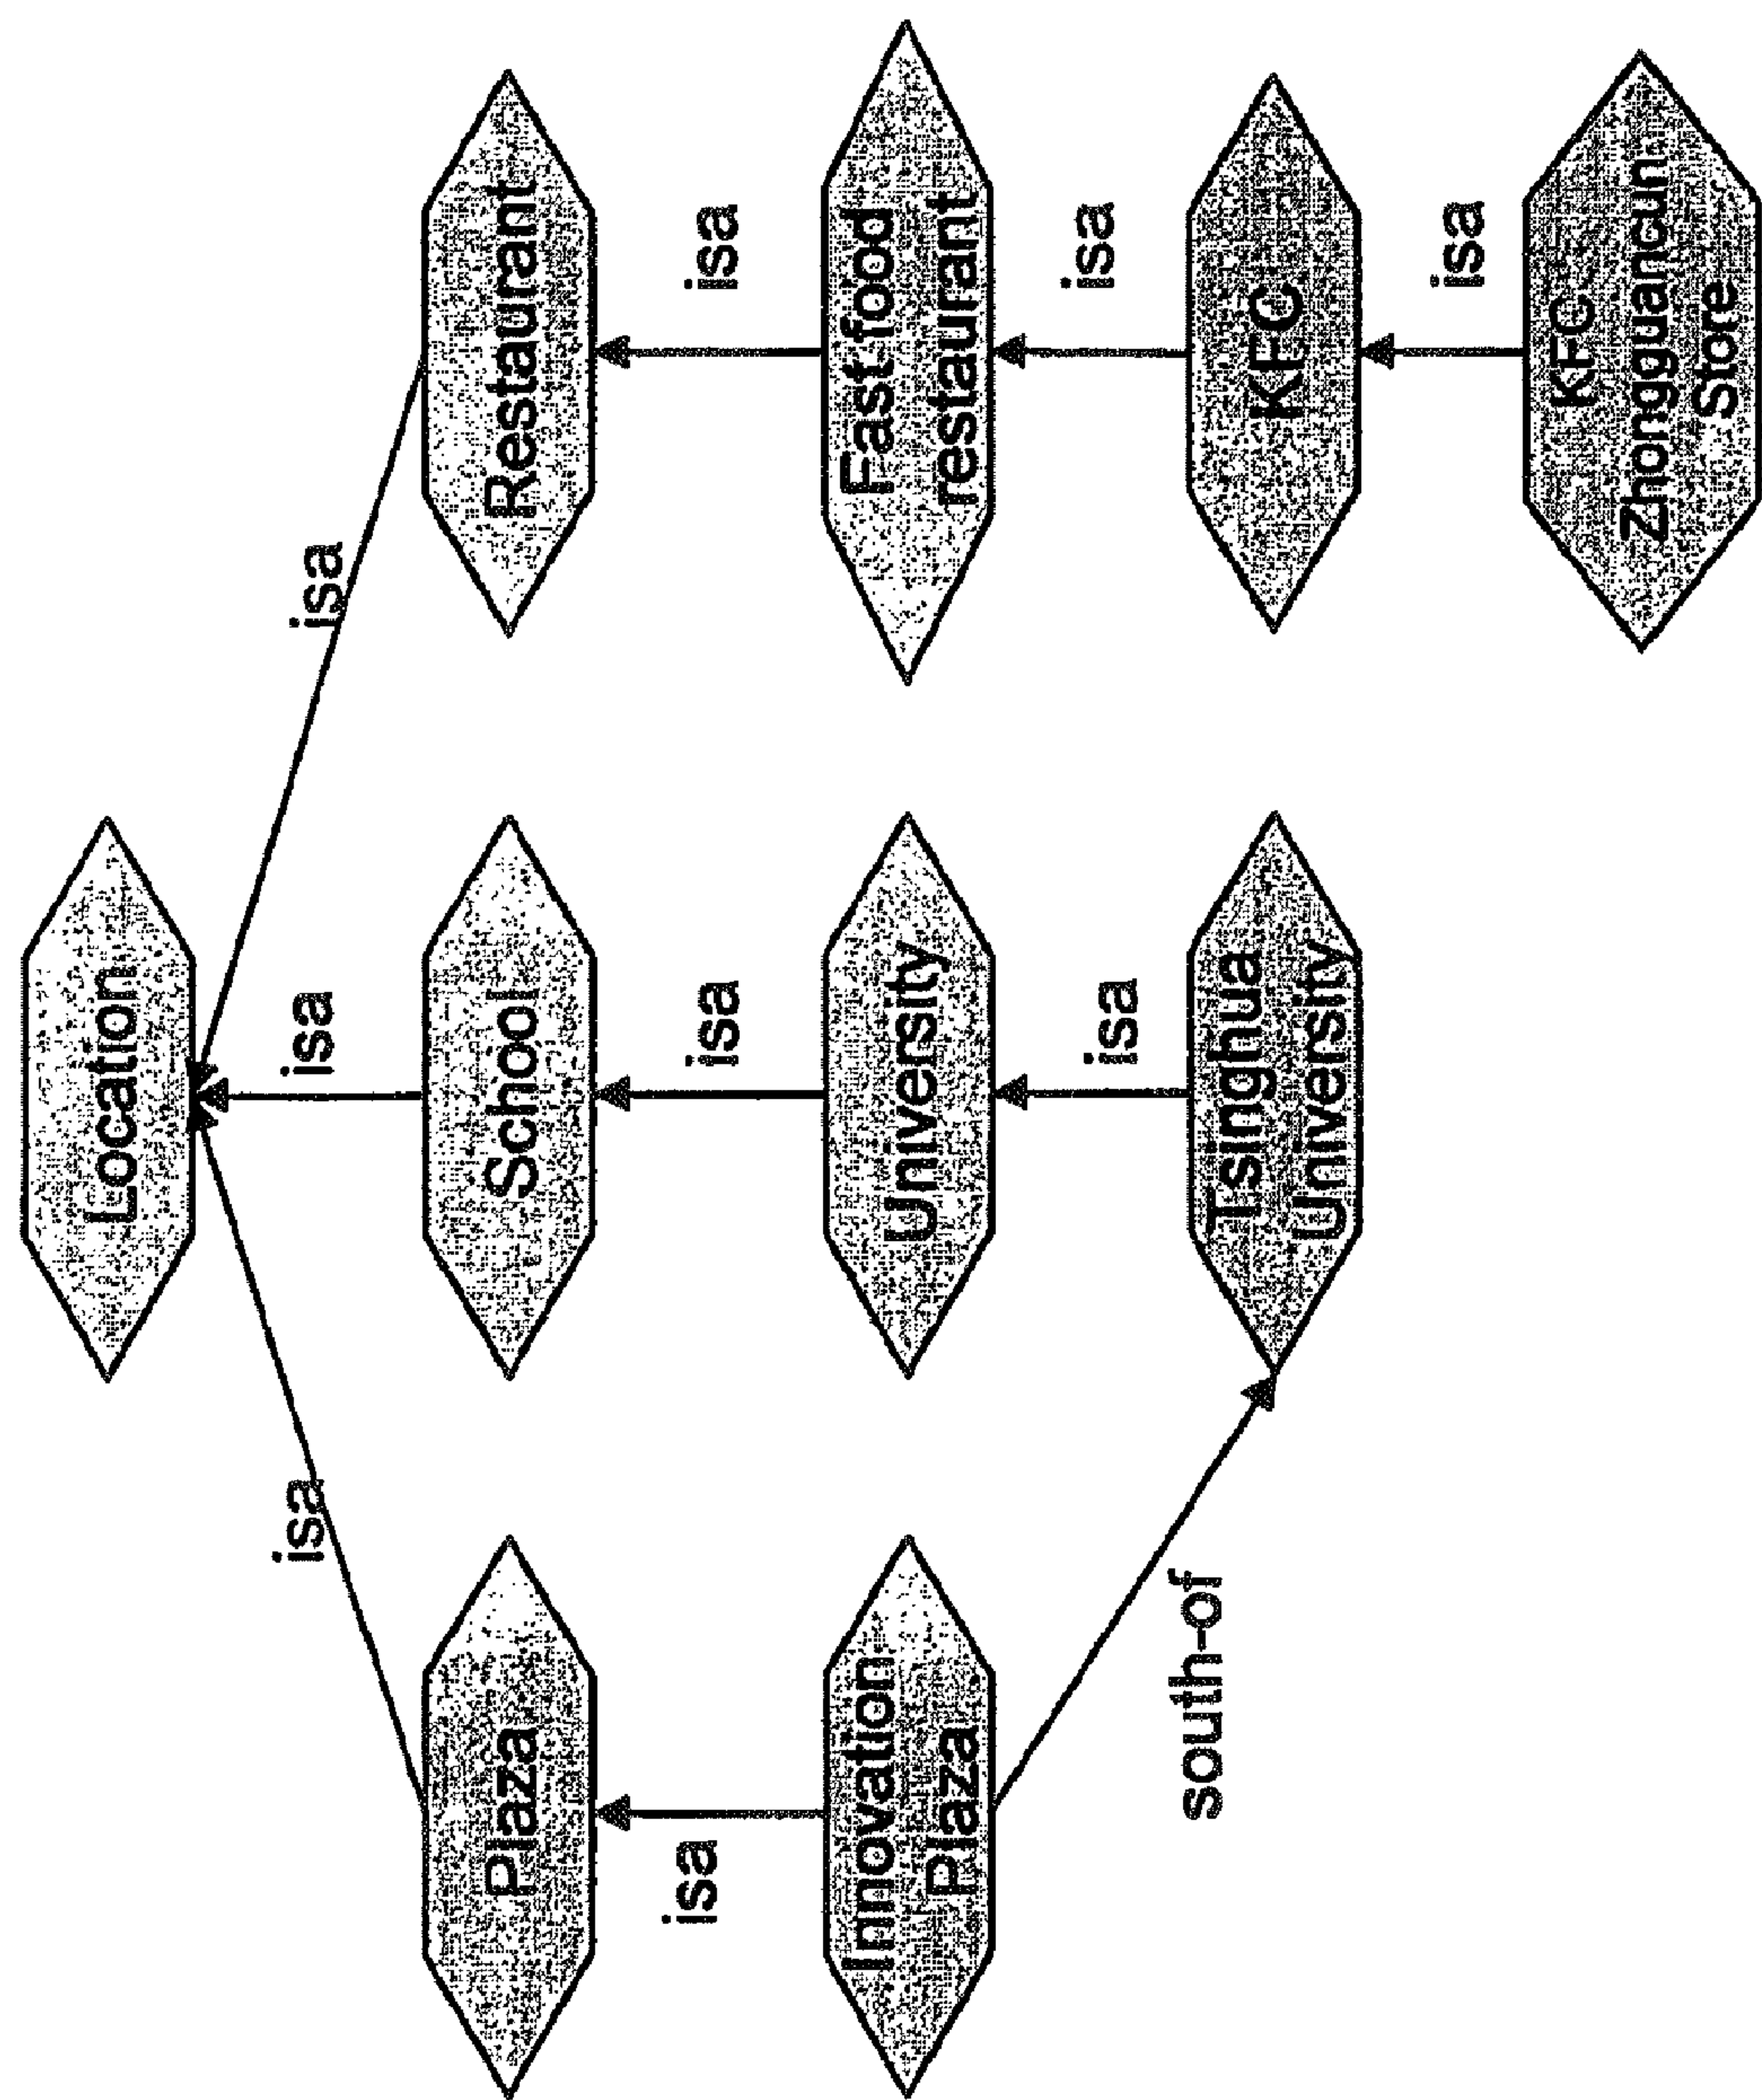 Location
isa
isa
isa
Plaza
School
Restaurant
isa
isa
isa
Innovation
Plaza
University
Fast food
restaurant
south-of
isa
isa
Tsinghua
University
KFC
isa
KFC
Zhongguancun
Store